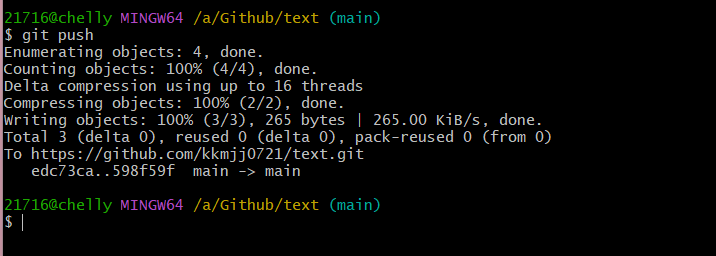 21716@chelly MINGW64 /a/Github/text (main)
$ git push
Enumerating objects: 4, done.
Counting objects: 100% (4/4), done.
Delta compression using up to 16 threads
Compressing objects: 100% (2/2), done.
Writing objects: 100% (3/3), 265 bytes | 265.00 KiB/s, done.
Total 3 (delta 0), reused 0 (delta 0), pack-reused 0 (from 0)
To https://github.com/kkmjj0721/text.git
   edc73ca..598f59f  main -> main

21716@chelly MINGW64 /a/Github/text (main)
$